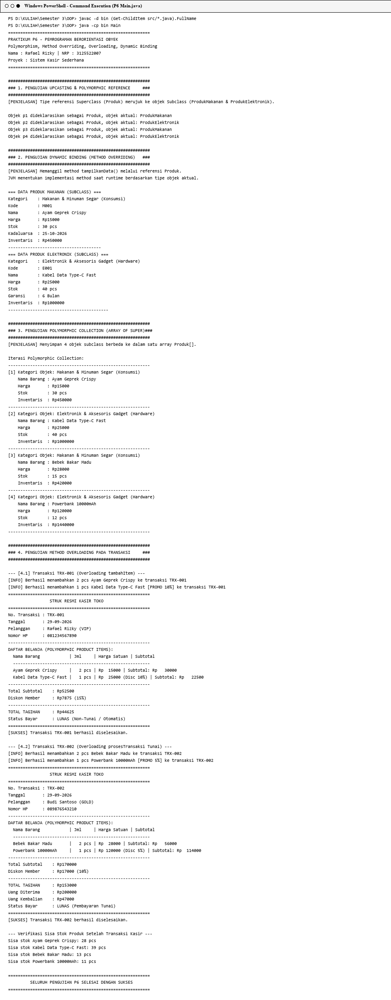 Windows PowerShell - Command Execution (P6 Main.java)
PS D:\KULIAH\Semester 3\OOP> javac -d bin (Get-ChildItem src/*.java).FullName
PS D:\KULIAH\Semester 3\OOP> java -cp bin Main
==========================================================
PRAKTIKUM P6 - PEMROGRAMAN BERORIENTASI OBYEK
Polymorphism, Method Overriding, Overloading, Dynamic Binding
Nama : Rafael Rizky | NRP : 3125522007
Proyek : Sistem Kasir Sederhana
==========================================================

##########################################################
### 1. PENGUJIAN UPCASTING & POLYMORPHIC REFERENCE     ###
##########################################################
[PENJELASAN] Tipe referensi Superclass (Produk) merujuk ke objek Subclass (ProdukMakanan & ProdukElektronik).

Objek p1 dideklarasikan sebagai Produk, objek aktual: ProdukMakanan
Objek p2 dideklarasikan sebagai Produk, objek aktual: ProdukElektronik
Objek p3 dideklarasikan sebagai Produk, objek aktual: ProdukMakanan
Objek p4 dideklarasikan sebagai Produk, objek aktual: ProdukElektronik

##########################################################
### 2. PENGUJIAN DYNAMIC BINDING (METHOD OVERRIDING)   ###
##########################################################
[PENJELASAN] Memanggil method tampilkanData() melalui referensi Produk.
JVM menentukan implementasi method saat runtime berdasarkan tipe objek aktual.

=== DATA PRODUK MAKANAN (SUBCLASS) ===
Kategori    : Makanan & Minuman Segar (Konsumsi)
Kode        : M001
Nama        : Ayam Geprek Crispy
Harga       : Rp15000
Stok        : 30 pcs
Kadaluarsa  : 25-10-2026
Inventaris  : Rp450000
--------------------------------------
=== DATA PRODUK ELEKTRONIK (SUBCLASS) ===
Kategori    : Elektronik & Aksesoris Gadget (Hardware)
Kode        : E001
Nama        : Kabel Data Type-C Fast
Harga       : Rp25000
Stok        : 40 pcs
Garansi     : 6 Bulan
Inventaris  : Rp1000000
-----------------------------------------

##########################################################
### 3. PENGUJIAN POLYMORPHIC COLLECTION (ARRAY OF SUPER)###
##########################################################
[PENJELASAN] Menyimpan 4 objek subclass berbeda ke dalam satu array Produk[].

Iterasi Polymorphic Collection:
----------------------------------------------------------
[1] Kategori Objek: Makanan & Minuman Segar (Konsumsi)
    Nama Barang : Ayam Geprek Crispy
    Harga       : Rp15000
    Stok        : 30 pcs
    Inventaris  : Rp450000
----------------------------------------------------------
[2] Kategori Objek: Elektronik & Aksesoris Gadget (Hardware)
    Nama Barang : Kabel Data Type-C Fast
    Harga       : Rp25000
    Stok        : 40 pcs
    Inventaris  : Rp1000000
----------------------------------------------------------
[3] Kategori Objek: Makanan & Minuman Segar (Konsumsi)
    Nama Barang : Bebek Bakar Madu
    Harga       : Rp28000
    Stok        : 15 pcs
    Inventaris  : Rp420000
----------------------------------------------------------
[4] Kategori Objek: Elektronik & Aksesoris Gadget (Hardware)
    Nama Barang : Powerbank 10000mAh
    Harga       : Rp120000
    Stok        : 12 pcs
    Inventaris  : Rp1440000
----------------------------------------------------------

##########################################################
### 4. PENGUJIAN METHOD OVERLOADING PADA TRANSAKSI     ###
##########################################################

--- [4.1] Transaksi TRX-001 (Overloading tambahItem) ---
[INFO] Berhasil menambahkan 2 pcs Ayam Geprek Crispy ke transaksi TRX-001
[INFO] Berhasil menambahkan 1 pcs Kabel Data Type-C Fast [PROMO 10%] ke transaksi TRX-001
==========================================================
                 STRUK RESMI KASIR TOKO
==========================================================
No. Transaksi : TRX-001
Tanggal       : 29-09-2026
Pelanggan     : Rafael Rizky (VIP)
Nomor HP      : 081234567890
----------------------------------------------------------
DAFTAR BELANJA (POLYMORPHIC PRODUCT ITEMS):
  Nama Barang            | Jml     | Harga Satuan | Subtotal
  --------------------------------------------------------
  Ayam Geprek Crispy     |   2 pcs | Rp  15000 | Subtotal: Rp   30000
  Kabel Data Type-C Fast |   1 pcs | Rp  25000 (Disc 10%) | Subtotal: Rp   22500
----------------------------------------------------------
Total Subtotal    : Rp52500
Diskon Member     : Rp7875 (15%)
----------------------------------------------------------
TOTAL TAGIHAN     : Rp44625
Status Bayar      : LUNAS (Non-Tunai / Otomatis)
==========================================================
[SUKSES] Transaksi TRX-001 berhasil diselesaikan.

--- [4.2] Transaksi TRX-002 (Overloading prosesTransaksi Tunai) ---
[INFO] Berhasil menambahkan 2 pcs Bebek Bakar Madu ke transaksi TRX-002
[INFO] Berhasil menambahkan 1 pcs Powerbank 10000mAh [PROMO 5%] ke transaksi TRX-002
==========================================================
                 STRUK RESMI KASIR TOKO
==========================================================
No. Transaksi : TRX-002
Tanggal       : 29-09-2026
Pelanggan     : Budi Santoso (GOLD)
Nomor HP      : 089876543210
----------------------------------------------------------
DAFTAR BELANJA (POLYMORPHIC PRODUCT ITEMS):
  Nama Barang            | Jml     | Harga Satuan | Subtotal
  --------------------------------------------------------
  Bebek Bakar Madu       |   2 pcs | Rp  28000 | Subtotal: Rp   56000
  Powerbank 10000mAh     |   1 pcs | Rp 120000 (Disc 5%) | Subtotal: Rp  114000
----------------------------------------------------------
Total Subtotal    : Rp170000
Diskon Member     : Rp17000 (10%)
----------------------------------------------------------
TOTAL TAGIHAN     : Rp153000
Uang Diterima     : Rp200000
Uang Kembalian    : Rp47000
Status Bayar      : LUNAS (Pembayaran Tunai)
==========================================================
[SUKSES] Transaksi TRX-002 berhasil diselesaikan.

--- Verifikasi Sisa Stok Produk Setelah Transaksi Kasir ---
Sisa stok Ayam Geprek Crispy: 28 pcs
Sisa stok Kabel Data Type-C Fast: 39 pcs
Sisa stok Bebek Bakar Madu: 13 pcs
Sisa stok Powerbank 10000mAh: 11 pcs

==========================================================
         SELURUH PENGUJIAN P6 SELESAI DENGAN SUKSES
==========================================================